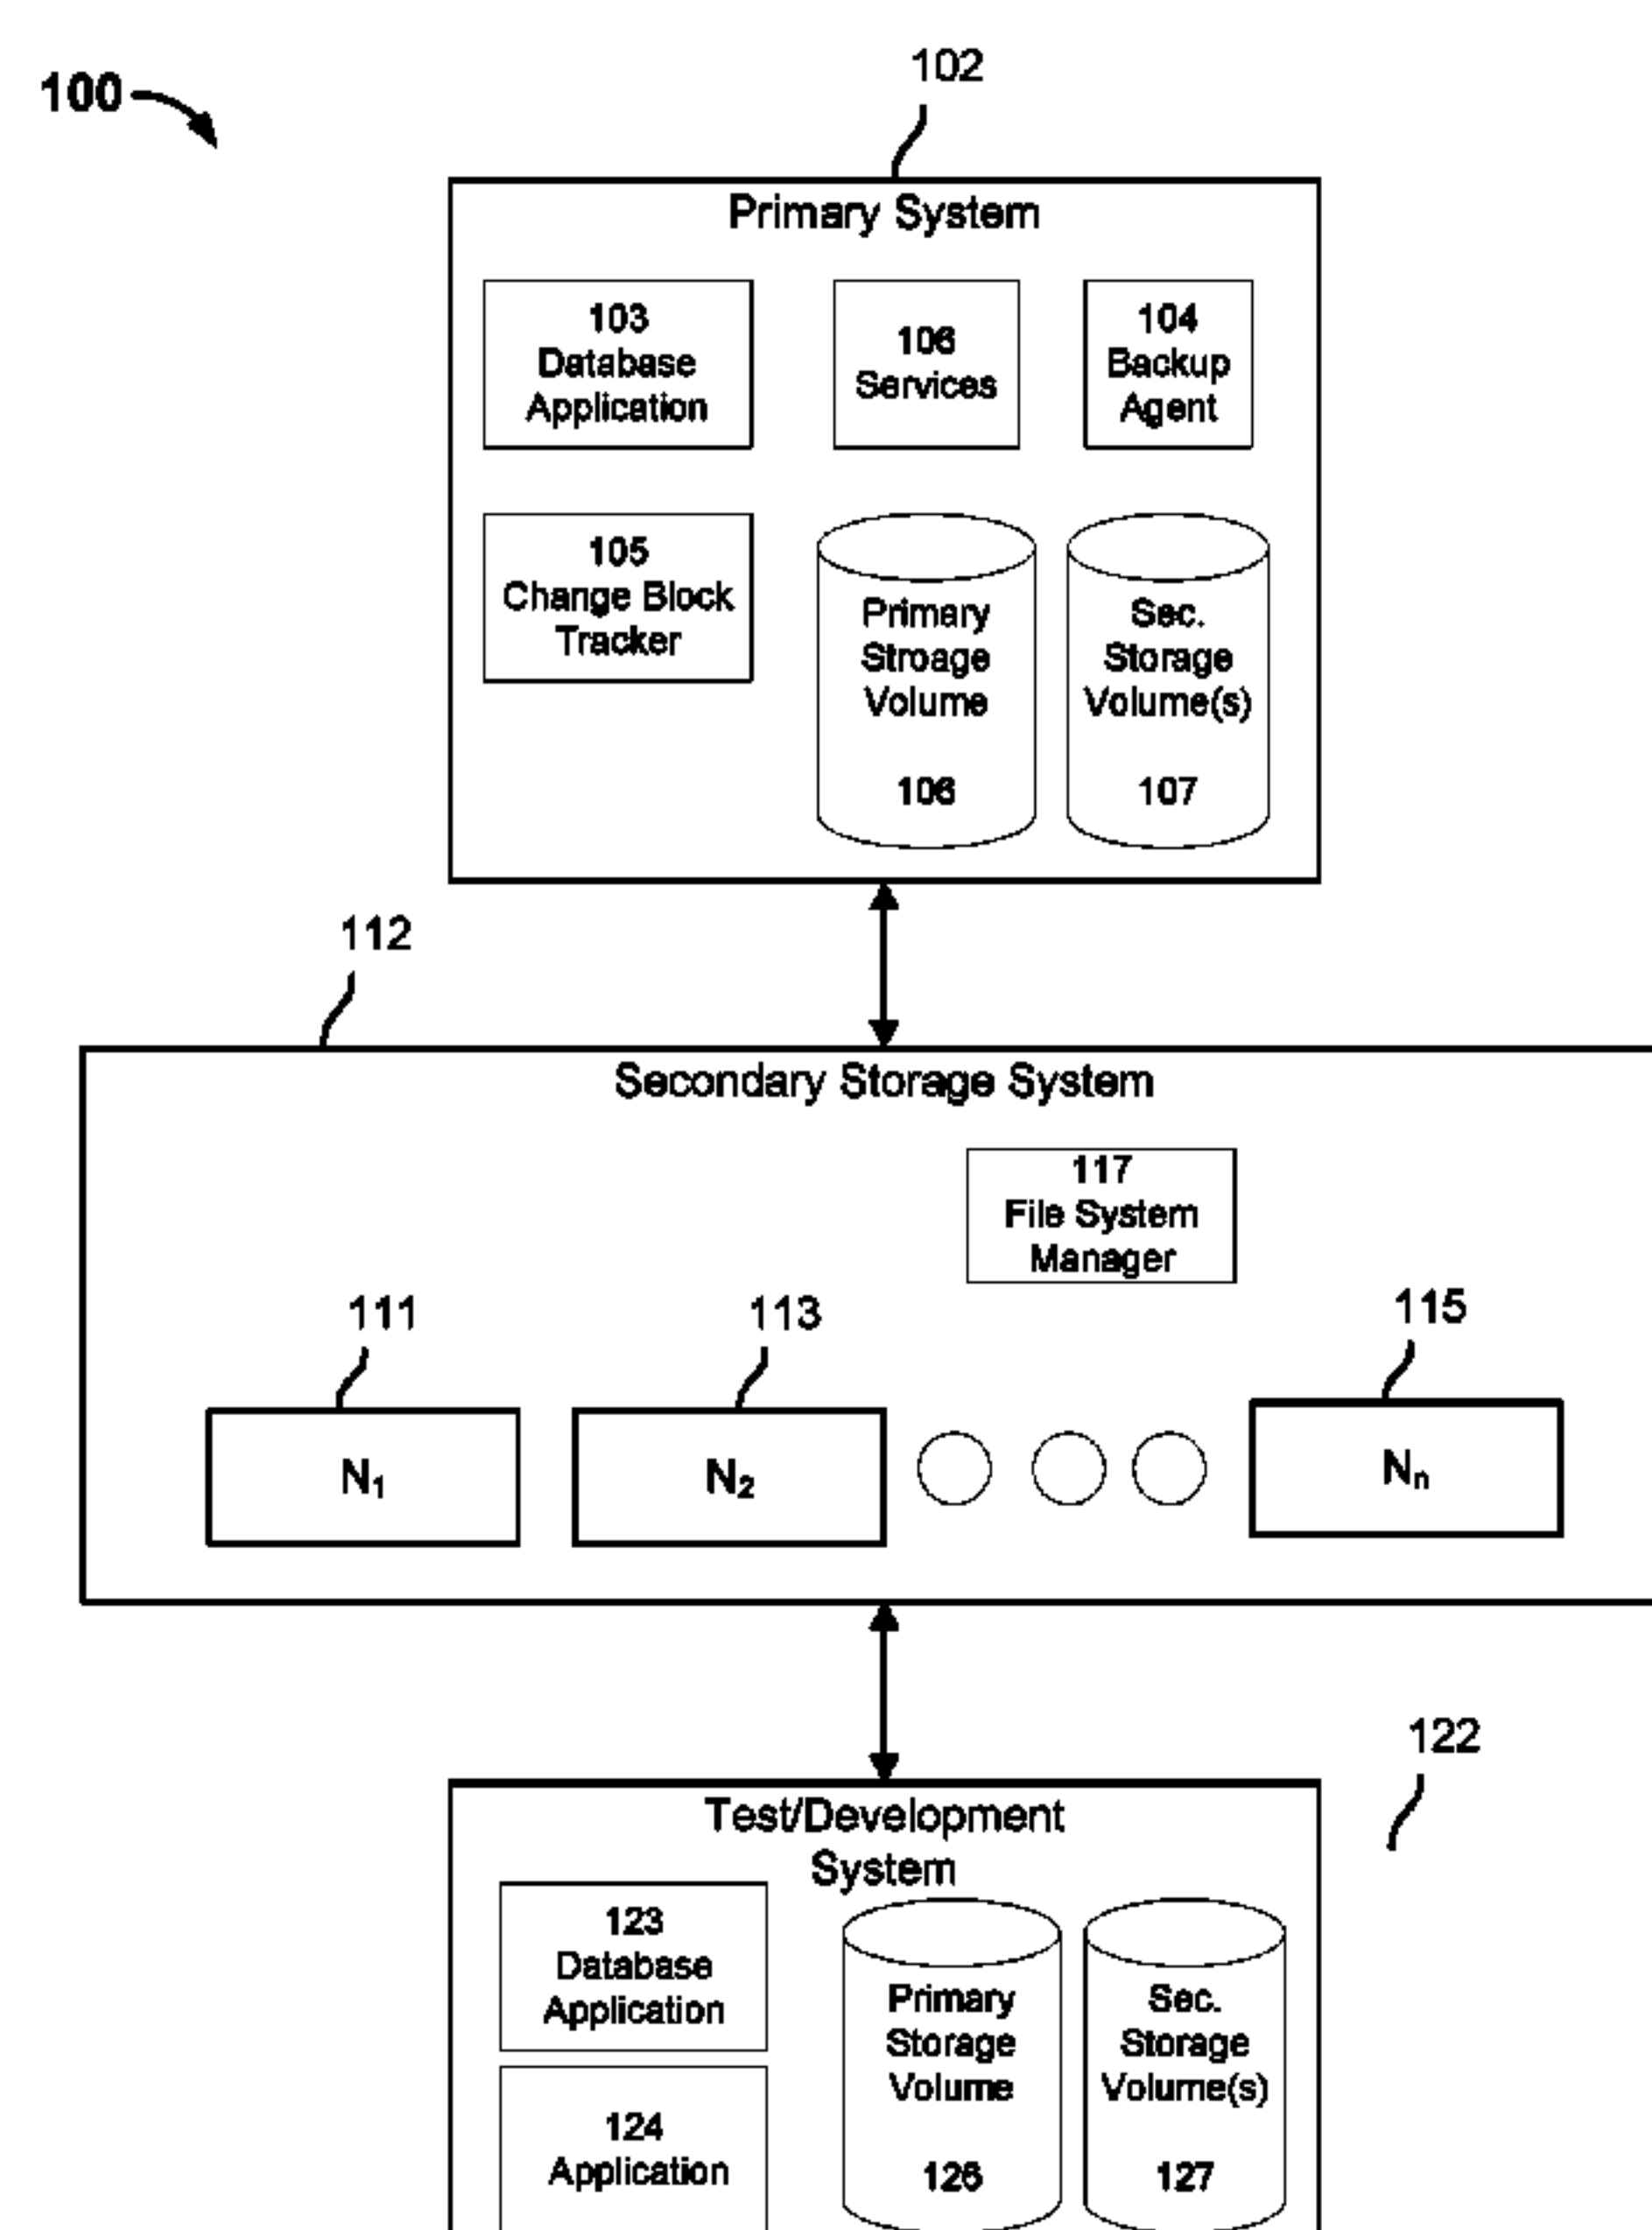 100
102
Primary System
103
Database
Application
106
Services
104
Backup
Agent
105
Change Block
Tracker
Primary
Stroage
Volume
106
Sec.
Storage
Volume(s)
107
112
Secondary Storage System
117
File System
Manager
111
113
115
N1
N2
Nn
122
Test/Development
System
123
Database
Application
124
Application
Primary
Storage
Volume
126
Sec.
Storage
Volume(s)
127